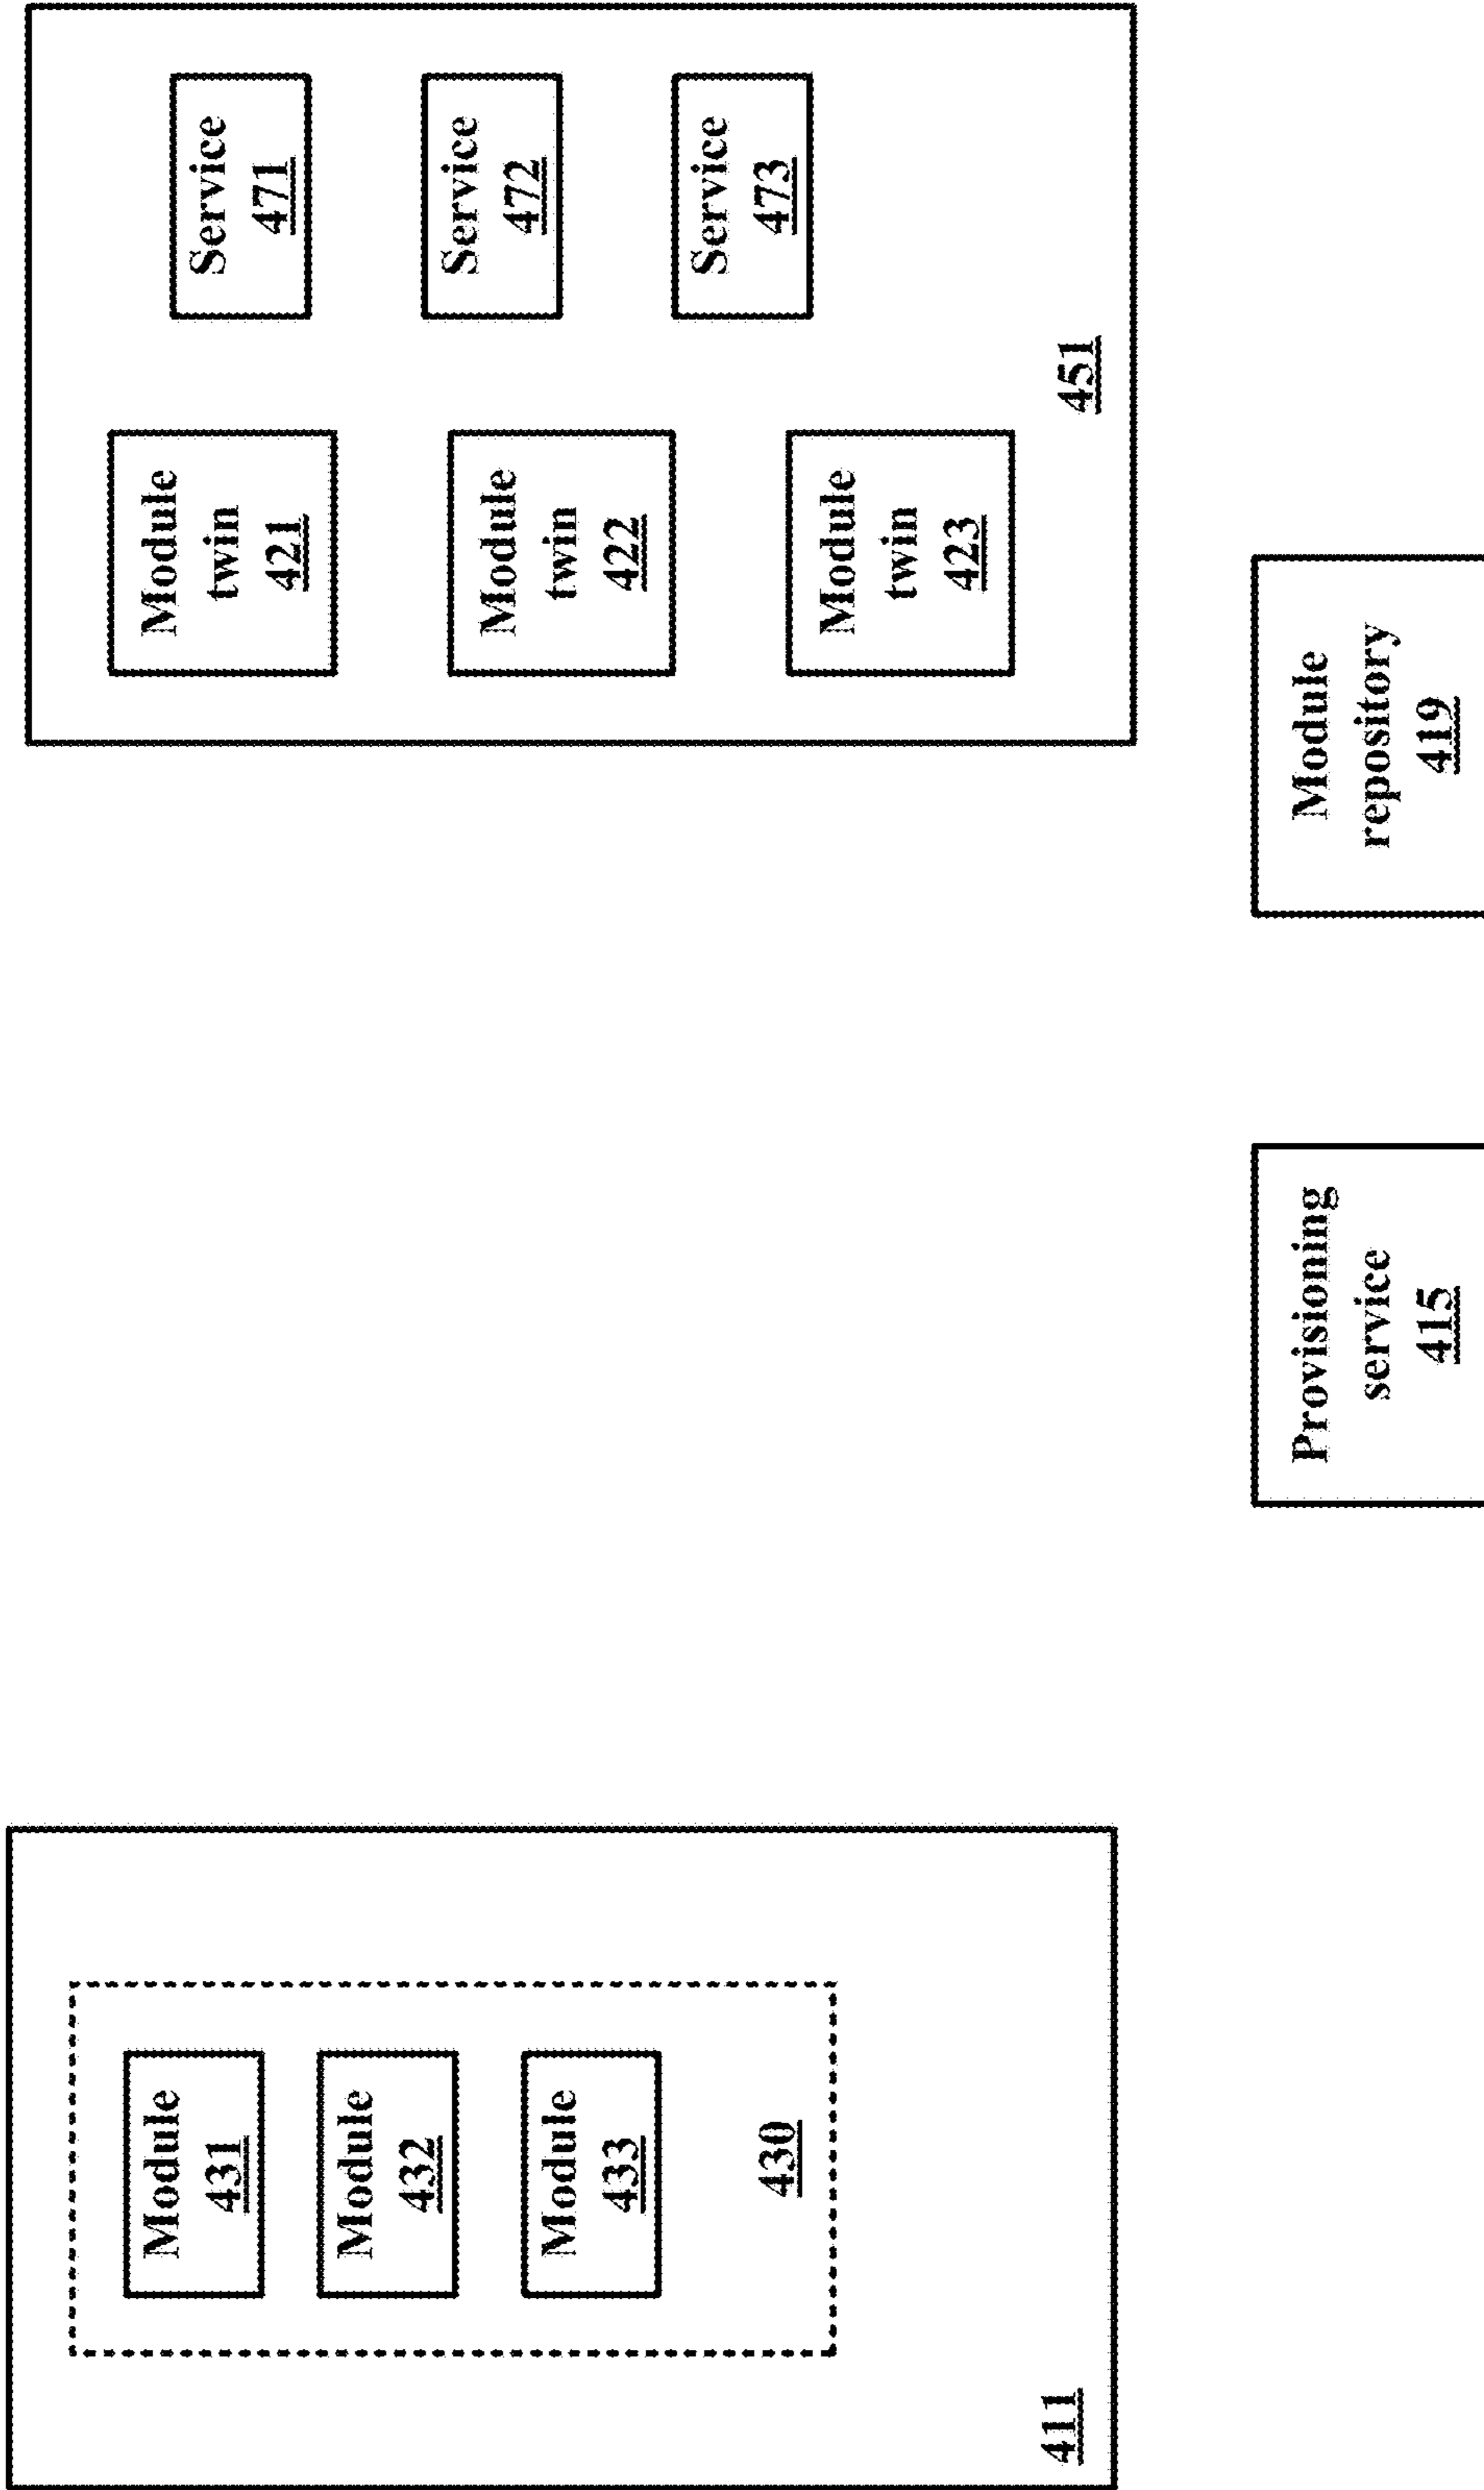 Module
431
Module
432
Module
433
430
411
Module
twin
421
Module
twin
422
Module
twin
423
Service
471
Service
472
Service
473
451
Provisioning
service
415
Module
repository
419